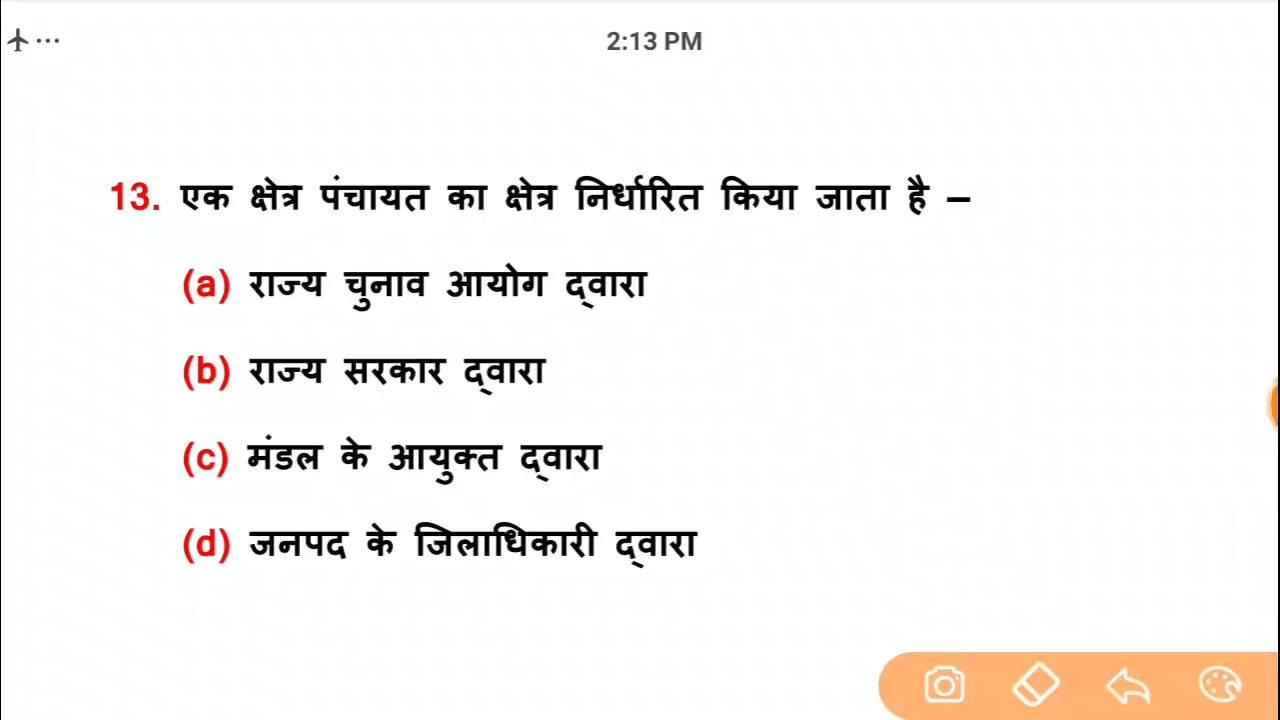 2:13 PM
13. एक क्षेत्र पंचायत का क्षेत्र निर्धारित किया जाता है –
(a) राज्य चुनाव आयोग द्वारा
(b) राज्य सरकार द्वारा
(c) मंडल के आयुक्त द्वारा
(d) जनपद के जिलाधिकारी द्वारा